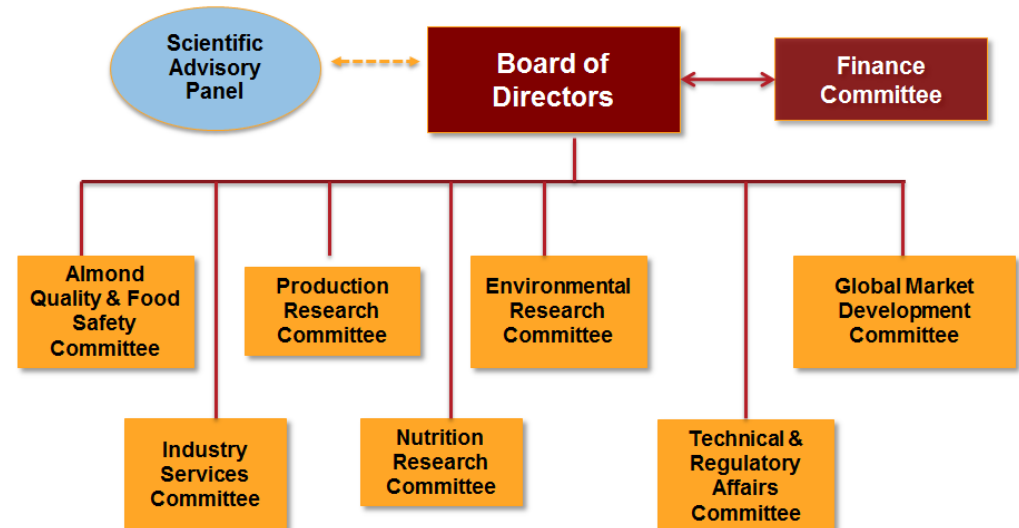 Scientific
Advisory
Panel
Board of
Directors
Finance
Committee
Almond
Quality & Food
Safety
Committee
Production
Research
Committee
Environmental
Research
Committee
Global Market
Development
Committee
Industry
Services
Committee
Nutrition
Research
Committee
Technical &
Regulatory
Affairs
Committee